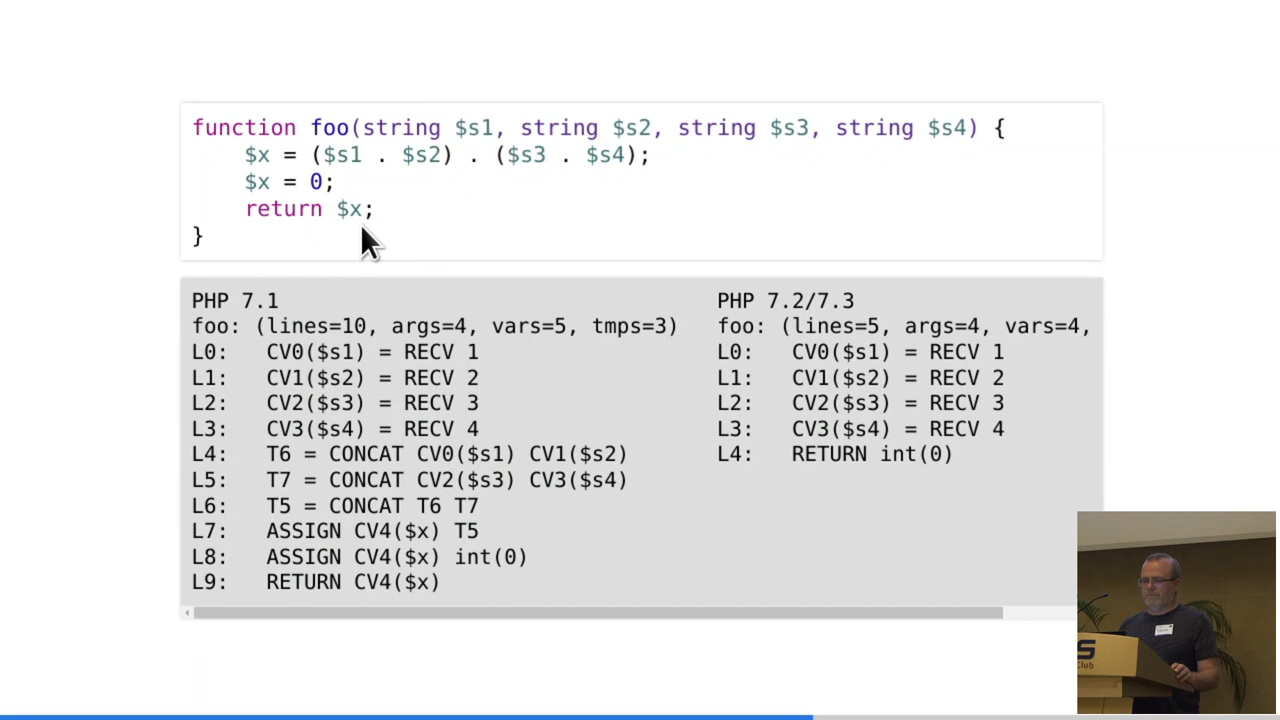 function foo(string $s1, string $s2, string $s3, string $s4) {
$x = ($s1 . $s2) . ($s3 . $s4);
$x = 0;
return $x;
}
PHP 7.1
foo: (lines=10, args=4, vars=5, tmps=3)
L0: CV0($s1) = RECV 1
L1: CV1($s2) = RECV 2
L2: CV2($s3) = RECV 3
L3: CV3($s4) = RECV 4
L4: T6 = CONCAT CV0($s1) CV1($s2)
L5: T7 = CONCAT CV2($s3) CV3($s4)
L6: T5 = CONCAT T6 T7
L7: ASSIGN CV4($x) T5
L8: ASSIGN CV4($x) int(0)
L9: RETURN CV4($x)
PHP 7.2/7.3
foo: (lines=5, args=4, vars=4,
L0: CV0($s1) = RECV 1
L1: CV1($s2) = RECV 2
L2: CV2($s3) = RECV 3
L3: CV3($s4) = RECV 4
L4: RETURN int(0)
S
Club